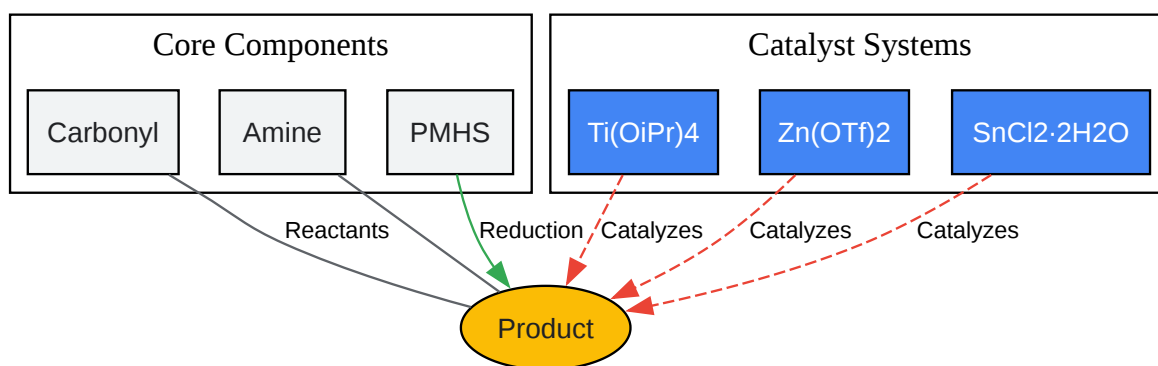 Core Components
Catalyst Systems
Carbonyl
Amine
PMHS
Ti(OiPr)4
Zn(OTf)2
SnCl2·2H2O
Reactants
Reduction
Catalyzes
Catalyzes
Catalyzes
Product